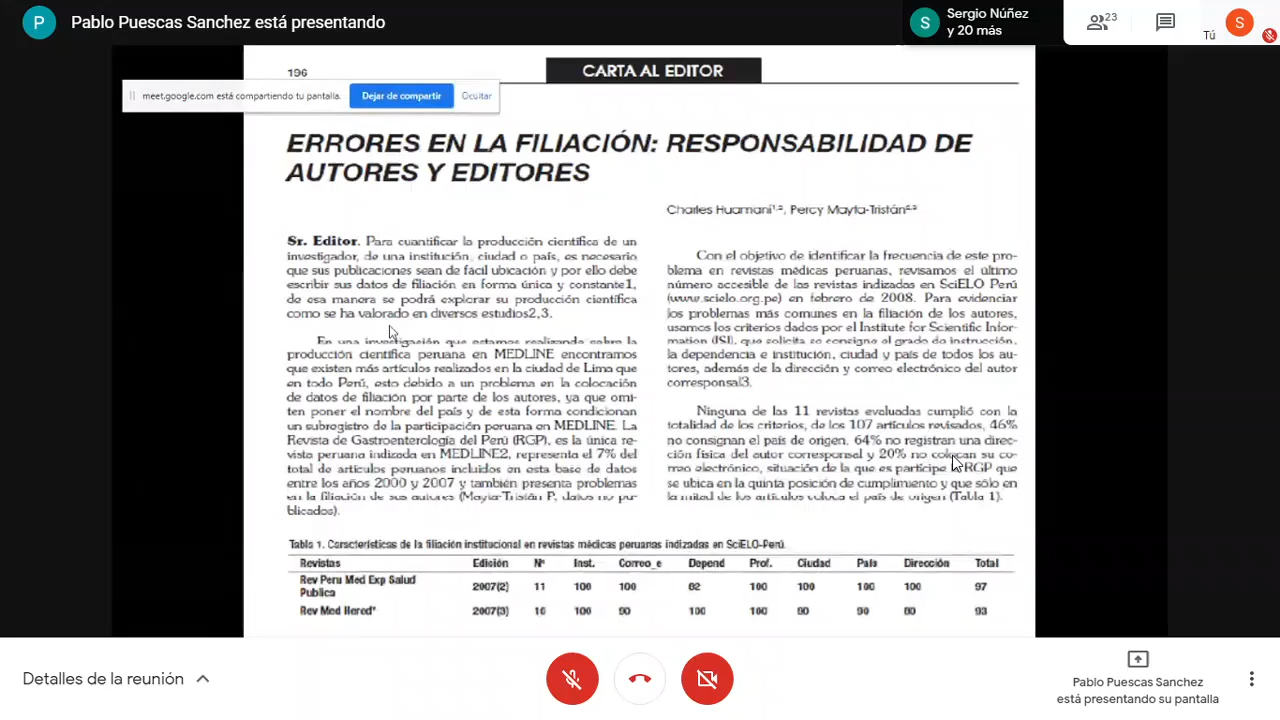 P Pablo Puescas Sanchez está presentando
S Sergio Núñez
y 20 más
23
Tú
S
196
CARTA AL EDITOR
meet.google.com está compartiendo tu pantalla.
Dejar de compartir
Ocultar
ERRORES EN LA FILIACIÓN: RESPONSABILIDAD DE
AUTORES Y EDITORES
Charles Huamaní1,2, Percy Mayta-Tristán2,3
Sr. Editor. Para cuantificar la producción científica de un
investigador, de una institución, ciudad o país, es necesario
que sus publicaciones sean de fácil ubicación y por ello debe
escribir sus datos de filiación en forma única y constante1,
de esa manera se podrá explorar su producción científica
como se ha valorado en diversos estudios2,3.
En una investigación que estamos realizando sobre la
producción científica peruana en MEDLINE encontramos
que existen más artículos realizados en la ciudad de Lima que
en todo Perú, esto debido a un problema en la colocación
de datos de filiación por parte de los autores, ya que omi-
ten poner el nombre del país y de esta forma condicionan
un subregistro de la participación peruana en MEDLINE. La
Revista de Gastroenterología del Perú (RGP), es la única re-
vista peruana indizada en MEDLINE2, representa el 7% del
total de artículos peruanos incluidos en esta base de datos
entre los años 2000 y 2007 y también presenta problemas
en la filiación de sus autores (Mayta-Tristán P, datos no pu-
blicados).
Con el objetivo de identificar la frecuencia de este pro-
blema en revistas médicas peruanas, revisamos el último
número accesible de las revistas indizadas en SciELO Perú
(www.scielo.org.pe) en febrero de 2008. Para evidenciar
los problemas más comunes en la filiación de los autores,
usamos los criterios dados por el Institute for Scientific Infor-
mation (ISI), que solicita se consigne el grado de instrucción,
la dependencia e institución, ciudad y país de todos los au-
tores, además de la dirección y correo electrónico del autor
corresponsal3.
Ninguna de las 11 revistas evaluadas cumplió con la
totalidad de los criterios, de los 107 artículos revisados, 46%
no consignan el país de origen, 64% no registran una direc-
ción física del autor corresponsal y 20% no colocan su co-
rreo electrónico, situación de la que es partícipe RGP que
se ubica en la quinta posición de cumplimiento y que sólo en
la mitad de los artículos coloca el país de origen (Tabla 1).
Tabla 1. Características de la filiación institucional en revistas médicas peruanas indizadas en SciELO-Perú.
Revistas Edición Nº Inst. Correo_e Depend Prof. Ciudad País Dirección Total
Rev Peru Med Exp Salud
Publica 2007(2) 11 100 100 82 100 100 100 100 97
Rev Med Hered* 2007(3) 10 100 90 100 100 90 90 80 93
Detalles de la reunión
Pablo Puescas Sanchez
está presentando su pantalla